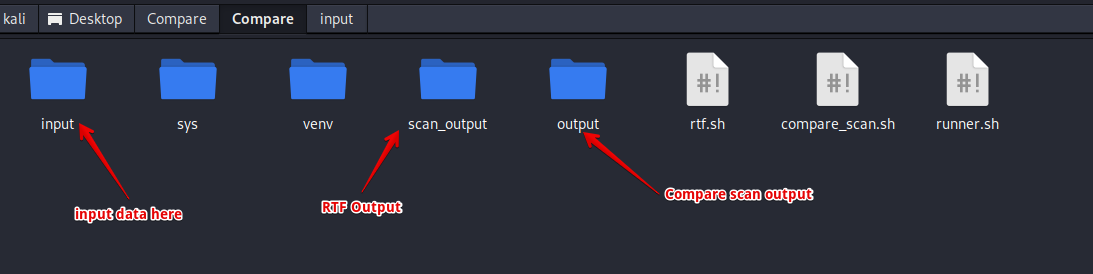 kali
Desktop
Compare
Compare
input
#!
#!
#!
input
sys
venv
scan_output
output
rtf.sh
compare_scan.sh
runner.sh
input data here
RTF Output
Compare scan output